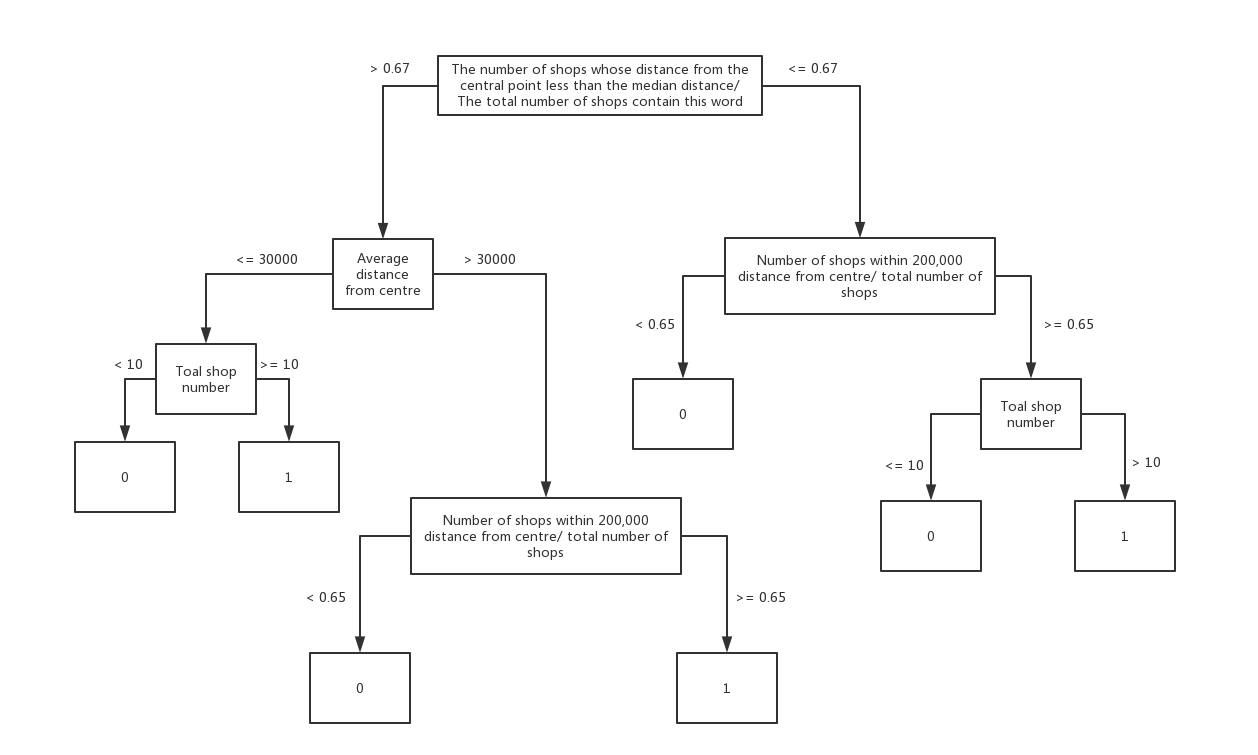 > 0.67
The number of shops whose distance from the
central point less than the median distance/
The total number of shops contain this word
<= 0.67
<= 30000
Average
distance
from centre
> 30000
Number of shops within 200,000
distance from centre/ total number of
shops
< 0.65
>= 0.65
< 10
Toal shop
number
>= 10
0
Toal shop
number
0
1
<= 10
> 10
Number of shops within 200,000
distance from centre/ total number of
shops
0
1
< 0.65
>= 0.65
0
1